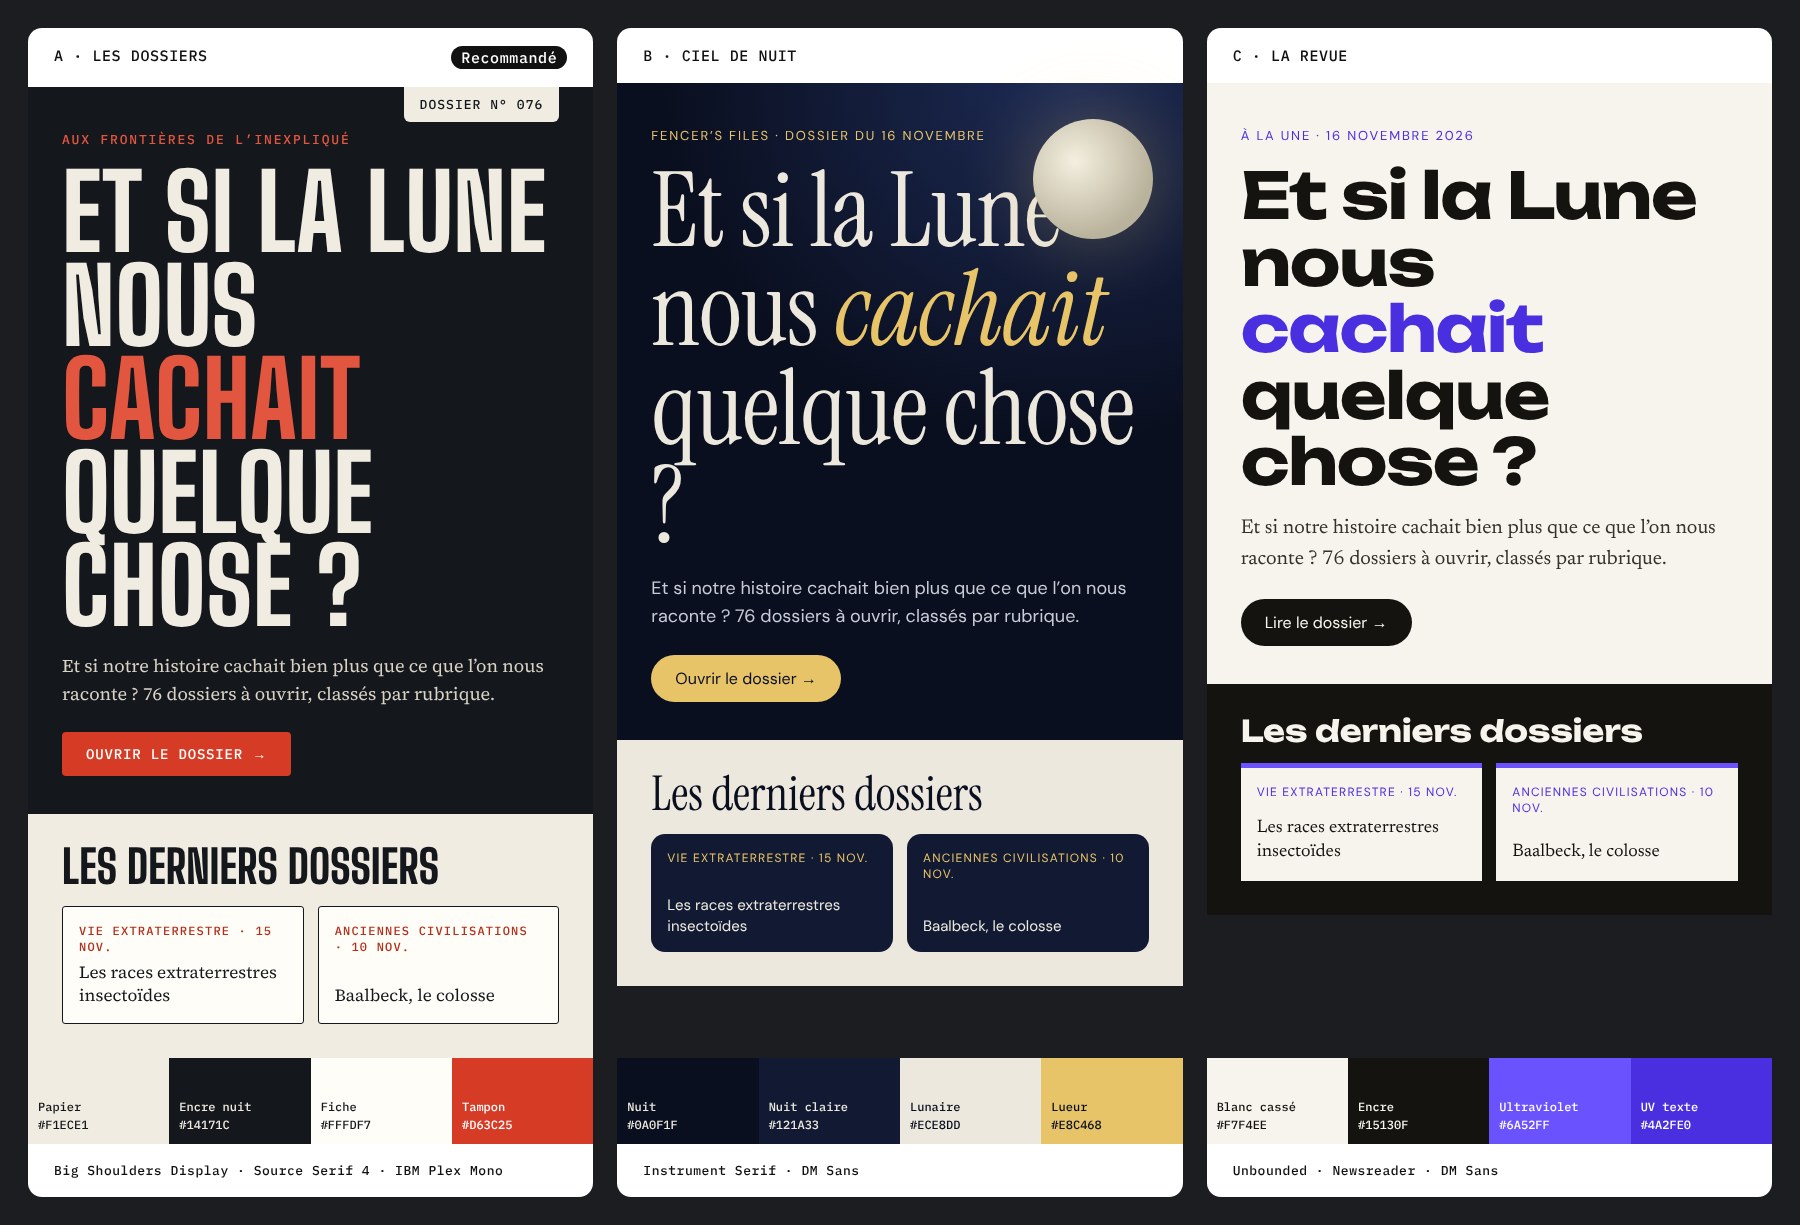 A · LES DOSSIERS
Recommandé
DOSSIER N° 076
AUX FRONTIÈRES DE L’INEXPLIQUÉ
ET SI LA LUNE
NOUS
CACHAIT
QUELQUE
CHOSE ?
Et si notre histoire cachait bien plus que ce que l’on nous
raconte ? 76 dossiers à ouvrir, classés par rubrique.
OUVRIR LE DOSSIER →
LES DERNIERS DOSSIERS
VIE EXTRATERRESTRE · 15
NOV.
Les races extraterrestres
insectoïdes
ANCIENNES CIVILISATIONS
· 10 NOV.
Baalbeck, le colosse
Papier
#F1ECE1
Encre nuit
#14171C
Fiche
#FFFDF7
Tampon
#D63C25
Big Shoulders Display · Source Serif 4 · IBM Plex Mono
B · CIEL DE NUIT
FENCER’S FILES · DOSSIER DU 16 NOVEMBRE
Et si la Lune
nous cachait
quelque chose
?
Et si notre histoire cachait bien plus que ce que l’on nous
raconte ? 76 dossiers à ouvrir, classés par rubrique.
Ouvrir le dossier →
Les derniers dossiers
VIE EXTRATERRESTRE · 15 NOV.
Les races extraterrestres
insectoïdes
ANCIENNES CIVILISATIONS · 10
NOV.
Baalbeck, le colosse
Nuit
#0A0F1F
Nuit claire
#121A33
Lunaire
#ECE8DD
Lueur
#E8C468
Instrument Serif · DM Sans
C · LA REVUE
À LA UNE · 16 NOVEMBRE 2026
Et si la Lune
nous
cachait
quelque
chose ?
Et si notre histoire cachait bien plus que ce que l’on nous
raconte ? 76 dossiers à ouvrir, classés par rubrique.
Lire le dossier →
Les derniers dossiers
VIE EXTRATERRESTRE · 15 NOV.
Les races extraterrestres
insectoïdes
ANCIENNES CIVILISATIONS · 10
NOV.
Baalbeck, le colosse
Blanc cassé
#F7F4EE
Encre
#15130F
Ultraviolet
#6A52FF
UV texte
#4A2FE0
Unbounded · Newsreader · DM Sans